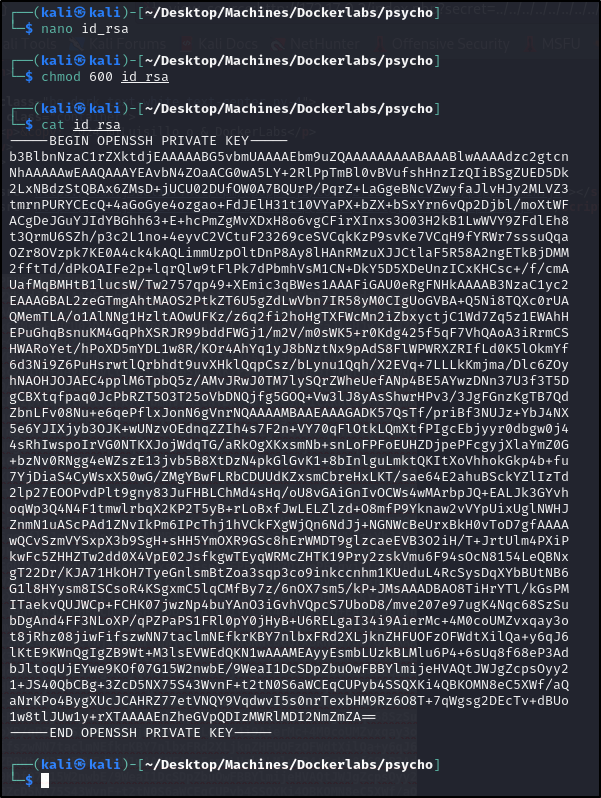 (kali㉿kali)-[~/Desktop/Machines/Dockerlabs/psycho]
$ nano id_rsa
(kali㉿kali)-[~/Desktop/Machines/Dockerlabs/psycho]
$ chmod 600 id_rsa
(kali㉿kali)-[~/Desktop/Machines/Dockerlabs/psycho]
$ cat id_rsa
-----BEGIN OPENSSH PRIVATE KEY-----
b3BlbnNzaC1rZXktdjEAAAAABG5vbmUAAAAEbm9uZQAAAAAAAAABAAABlwAAAAdzc2gtcn
NhAAAAAwEAAQAAAYEAvbN4ZOaACG0wA5LY+2RlPpTmBl0vBVufshHnzIzQIiBSgZUED5Dk
2LxNBdzStQBAx6ZMsD+jUCU02DUfOW0A7BQUrP/PqrZ+LaGgeBNcVZwyfaJlvHJy2MLVZ3
tmrnPURYCEcQ+4aGoGye4ozgao+FdJElH31t10VYaPX+bZX+bSxYrn6vQp2Djbl/moXtWF
ACgDeJGuYJIdYBGhh63+E+hcPmZgMvXDxH8o6vgCFirXInxs3O03H2kB1LwWVY9ZFdlEh8
t3QrmU6SZh/p3c2L1no+4eyvC2VCtuF23269ceSVCqkKzP9svKe7VCqH9fYRWr7sssuQqa
OZr8OVzpk7KE0A4ck4kAQLimmUzpOltDnP8Ay8lHAnRMzuXJJCtlaF5R58A2ngETkBjDMM
2fftTd/dPkOAIFe2p+lqrQlw9tFlPk7dPbmhVsM1CN+DkY5D5XDeUnzICxKHCsc+/f/cmA
UafMqBMHtB1lucsW/Tw2757qp49+XEmic3qBWes1AAAFiGAU0eRgFNHkAAAAB3NzaC1yc2
EAAAGBAL2zeGTmgAhtMAOS2PtkZT6U5gZdLwVbn7IR58yM0CIgUoGVBA+Q5Ni8TQXc0rUA
QMemTLA/o1AlNNg1HzltAOwUFKz/z6q2fi2hoHgTXFWcMn2iZbxyctjC1Wd7Zq5z1EWAhH
EPuGhqBsnuKM4GqPhXSRJR99bddFWGj1/m2V/m0sWK5+r0Kdg425f5qF7VhQAoA3iRrmCS
HWARoYet/hPoXD5mYDL1w8R/KOr4AhYq1yJ8bNztNx9pAdS8FlWPWRXZRIfLd0K5lOkmYf
6d3Ni9Z6PuHsrwtlQrbhdt9uvXHklQqpCsz/bLynu1Qqh/X2EVq+7LLLkKmjma/Dlc6ZOy
hNAOHJOJAEC4pplM6TpbQ5z/AMvJRwJ0TM7lySQrZWheUefANp4BE5AYwzDNn37U3f3T5D
gCBXtqfpaq0JcPbRZT5O3T25oVbDNQjfg5GOQ+Vw3lJ8yAsShwrHPv3/3JgFGnzKgTB7Qd
ZbnLFv08Nu+e6qePflxJonN6gVnrNQAAAAMBAAEAAAGADK57QsTf/priBf3NUJz+YbJ4NX
5e6YJIXjyb3OJK+wUNzvOEdnqZZIh4s7F2n+VY70qFlOtkLQmXtfPIgcEbjyyr0dbgw0j4
4sRhIwspoIrVG0NTKXJojWdqTG/aRkOgXKxsmNb+snLoFPFoEUHZDjpePFcgyjXlaYmZ0G
+bzNv0RNgg4eWZszE13jvb5B8XtDzN4pkGlGvK1+8bInlguLmktQKItXoVhhokGkp4b+fu
7YjDiaS4CyWsxX50wG/ZMgYBwFLRbCDUUdKZxsmCbreHxLKT/sae64E2ahuBSckYZlIzTd
2lp27EOOPvdPlt9gny83JuFHBLChMd4sHq/oU8vGAiGnIvOCWs4wMArbpJQ+EALJk3GYvh
oqWp3Q4N4F1tmwlrbqX2KP2T5yB+rLoBxfJwLELZlzd+O8mfP9Yknaw2vVYpUixUglNWHJ
ZnmN1uAScPAd1ZNvIkPm6IPcThj1hVCkFXgWjQn6NdJj+NGNWcBeUrxBkH0vToD7gfAAAA
wQCvSzmVYSxpX3b9SgH+sHH5YmOXR9GSc8hErWMDT9glzcaeEVB3O2iH/T+JrtUlm4PXiP
kwFc5ZHHZTw2dd0X4VpE02JsfkgwTEyqWRMcZHTK19Pry2zskVmu6F94sOcN8154LeQBNx
gT22Dr/KJA71HkOH7TyeGnlsmBtZoa3sqp3co9inkccnhm1KUeduL4RcSysDqXYbBUtNB6
G1l8HYysm8ISCsoR4KSgxmC5lqCMfBy7z/6nOX7sm5/kP+JMsAAADBAO8TiHrYTl/kGsPM
ITaekvQUJWCp+FCHK07jwzNp4buYAnO3iGvhVQpcS7UboD8/mve207e97ugK4Nqc68SzSu
bDgAnd4FF3NLoXP/qPZPaPS1FRl0pY0jHyB+U6RELgaI34i9AierMc+4M0coUMZvxqay3o
t8jRhz08jiwFifszwNN7taclmNEfkrKBY7nlbxFRd2XLjknZHFUOFzOFWdtXilQa+y6qJ6
lKtE9KWnQgIgZB9Wt+M3lsEVWEdQKN1wAAAMEAyyEsmbLUzkBLMlu6P4+6sUq8f68eP3Ad
bJltoqUjEYwe9KOf07G15W2nwbE/9WeaI1DcSDpZbuOwFBBYlmijeHVAQtJWJgZcpsOyy2
1+JS40QbCBg+3ZcD5NX75S43WvnF+t2tN0S6aWCEqCUPyb4SSQXKi4QBKOMN8eC5XWf/aQ
aNrKPo4BygXUcJCAHRZ77etVNQY9VqdwvI5s0nrTexbHM9Rz6O8T+7qWgsg2DEcTv+dBUo
1w8tlJUw1y+rXTAAAAEnZheGVpQDIzMWRlMDI2NmZmZA==
-----END OPENSSH PRIVATE KEY-----
(kali㉿kali)-[~/Desktop/Machines/Dockerlabs/psycho]
$